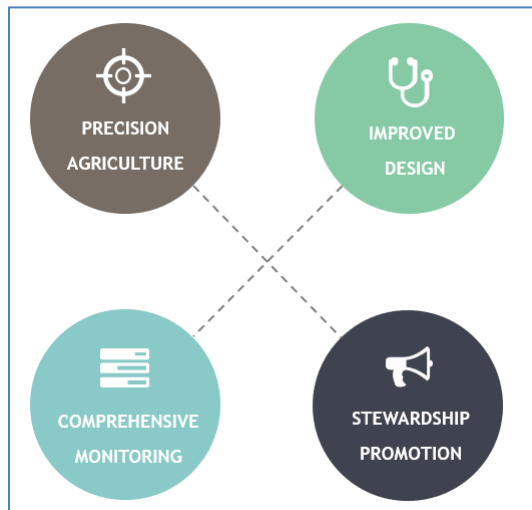 PRECISION
AGRICULTURE
IMPROVED
DESIGN
COMPREHENSIVE
MONITORING
STEWARDSHIP
PROMOTION